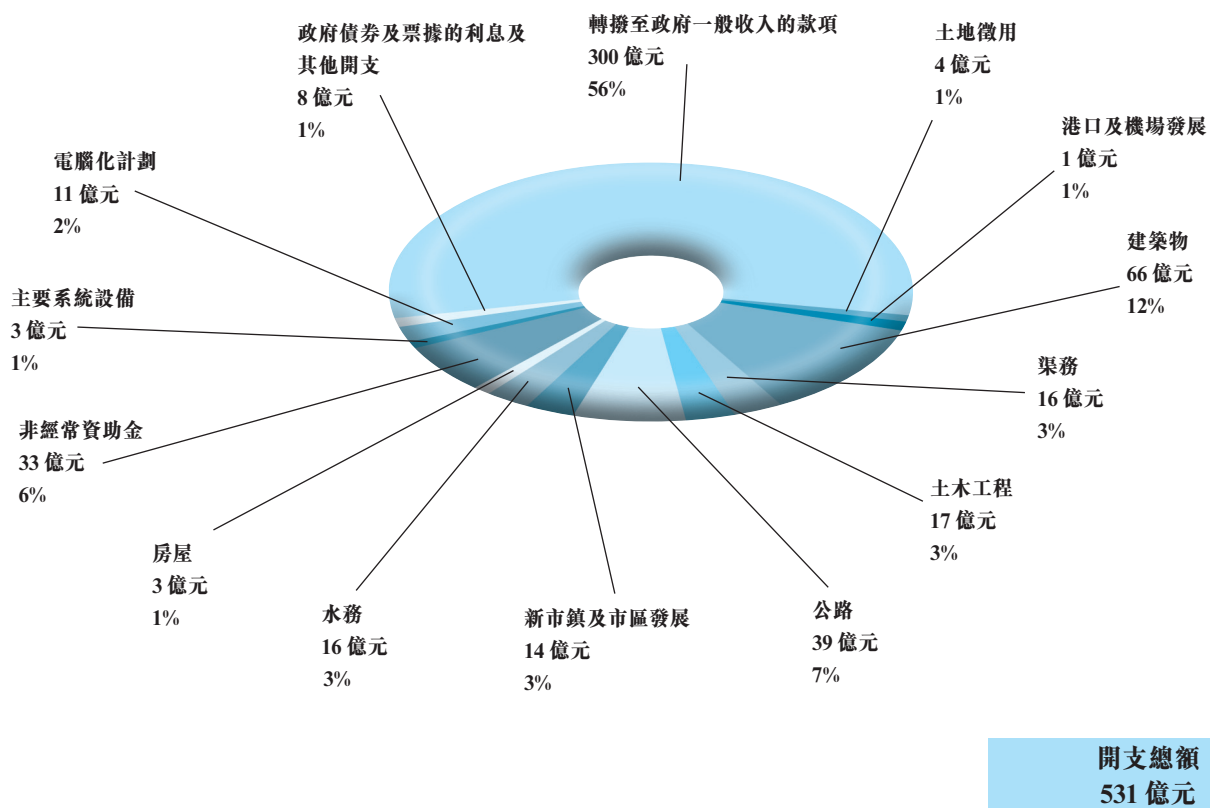 政府債券及票據的利息及
其他開支
8 億元
1%
轉撥至政府一般收入的款項
300 億元
56%
土地徵用
4 億元
1%
港口及機場發展
1 億元
1%
電腦化計劃
11 億元
2%
建築物
66 億元
12%
主要系統設備
3 億元
1%
渠務
16 億元
3%
非經常資助金
33 億元
6%
土木工程
17 億元
3%
房屋
3 億元
1%
水務
16 億元
3%
新市鎮及市區發展
14 億元
3%
公路
39 億元
7%
開支總額
531 億元